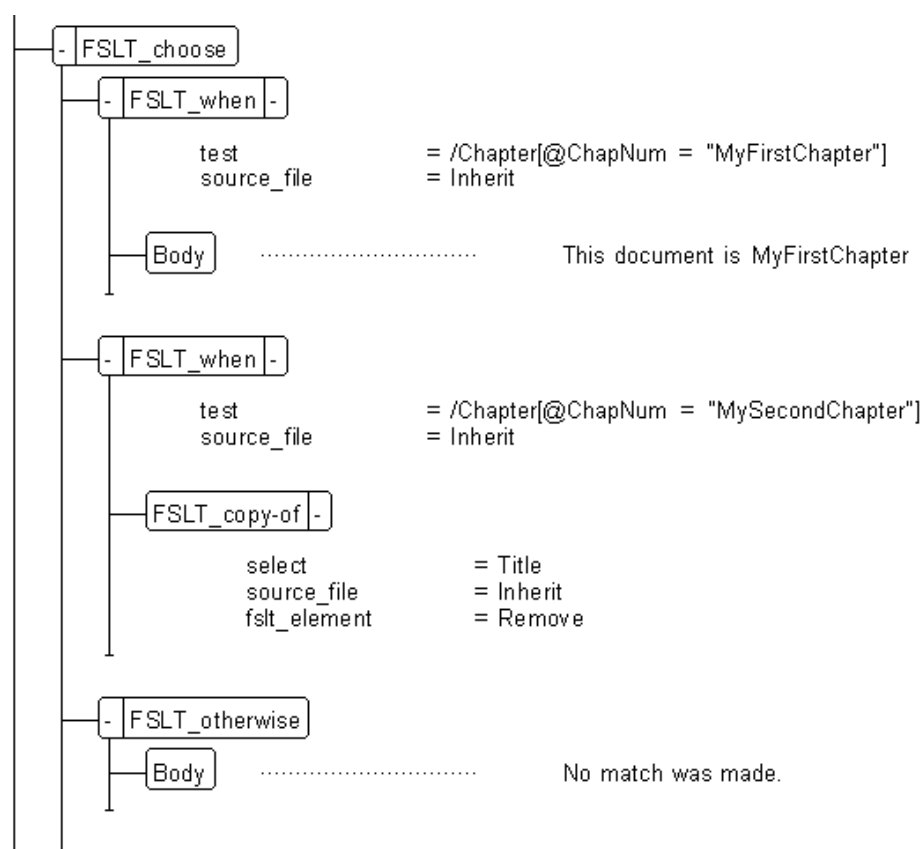 - FSLT_choose
- FSLT_when -
test = /Chapter[@ChapNum = "MyFirstChapter"]
source_file = Inherit
Body ............................... This document is MyFirstChapter
- FSLT_when -
test = /Chapter[@ChapNum = "MySecondChapter"]
source_file = Inherit
FSLT_copy-of -
select = Title
source_file = Inherit
fslt_element = Remove
- FSLT_otherwise
Body ............................... No match was made.